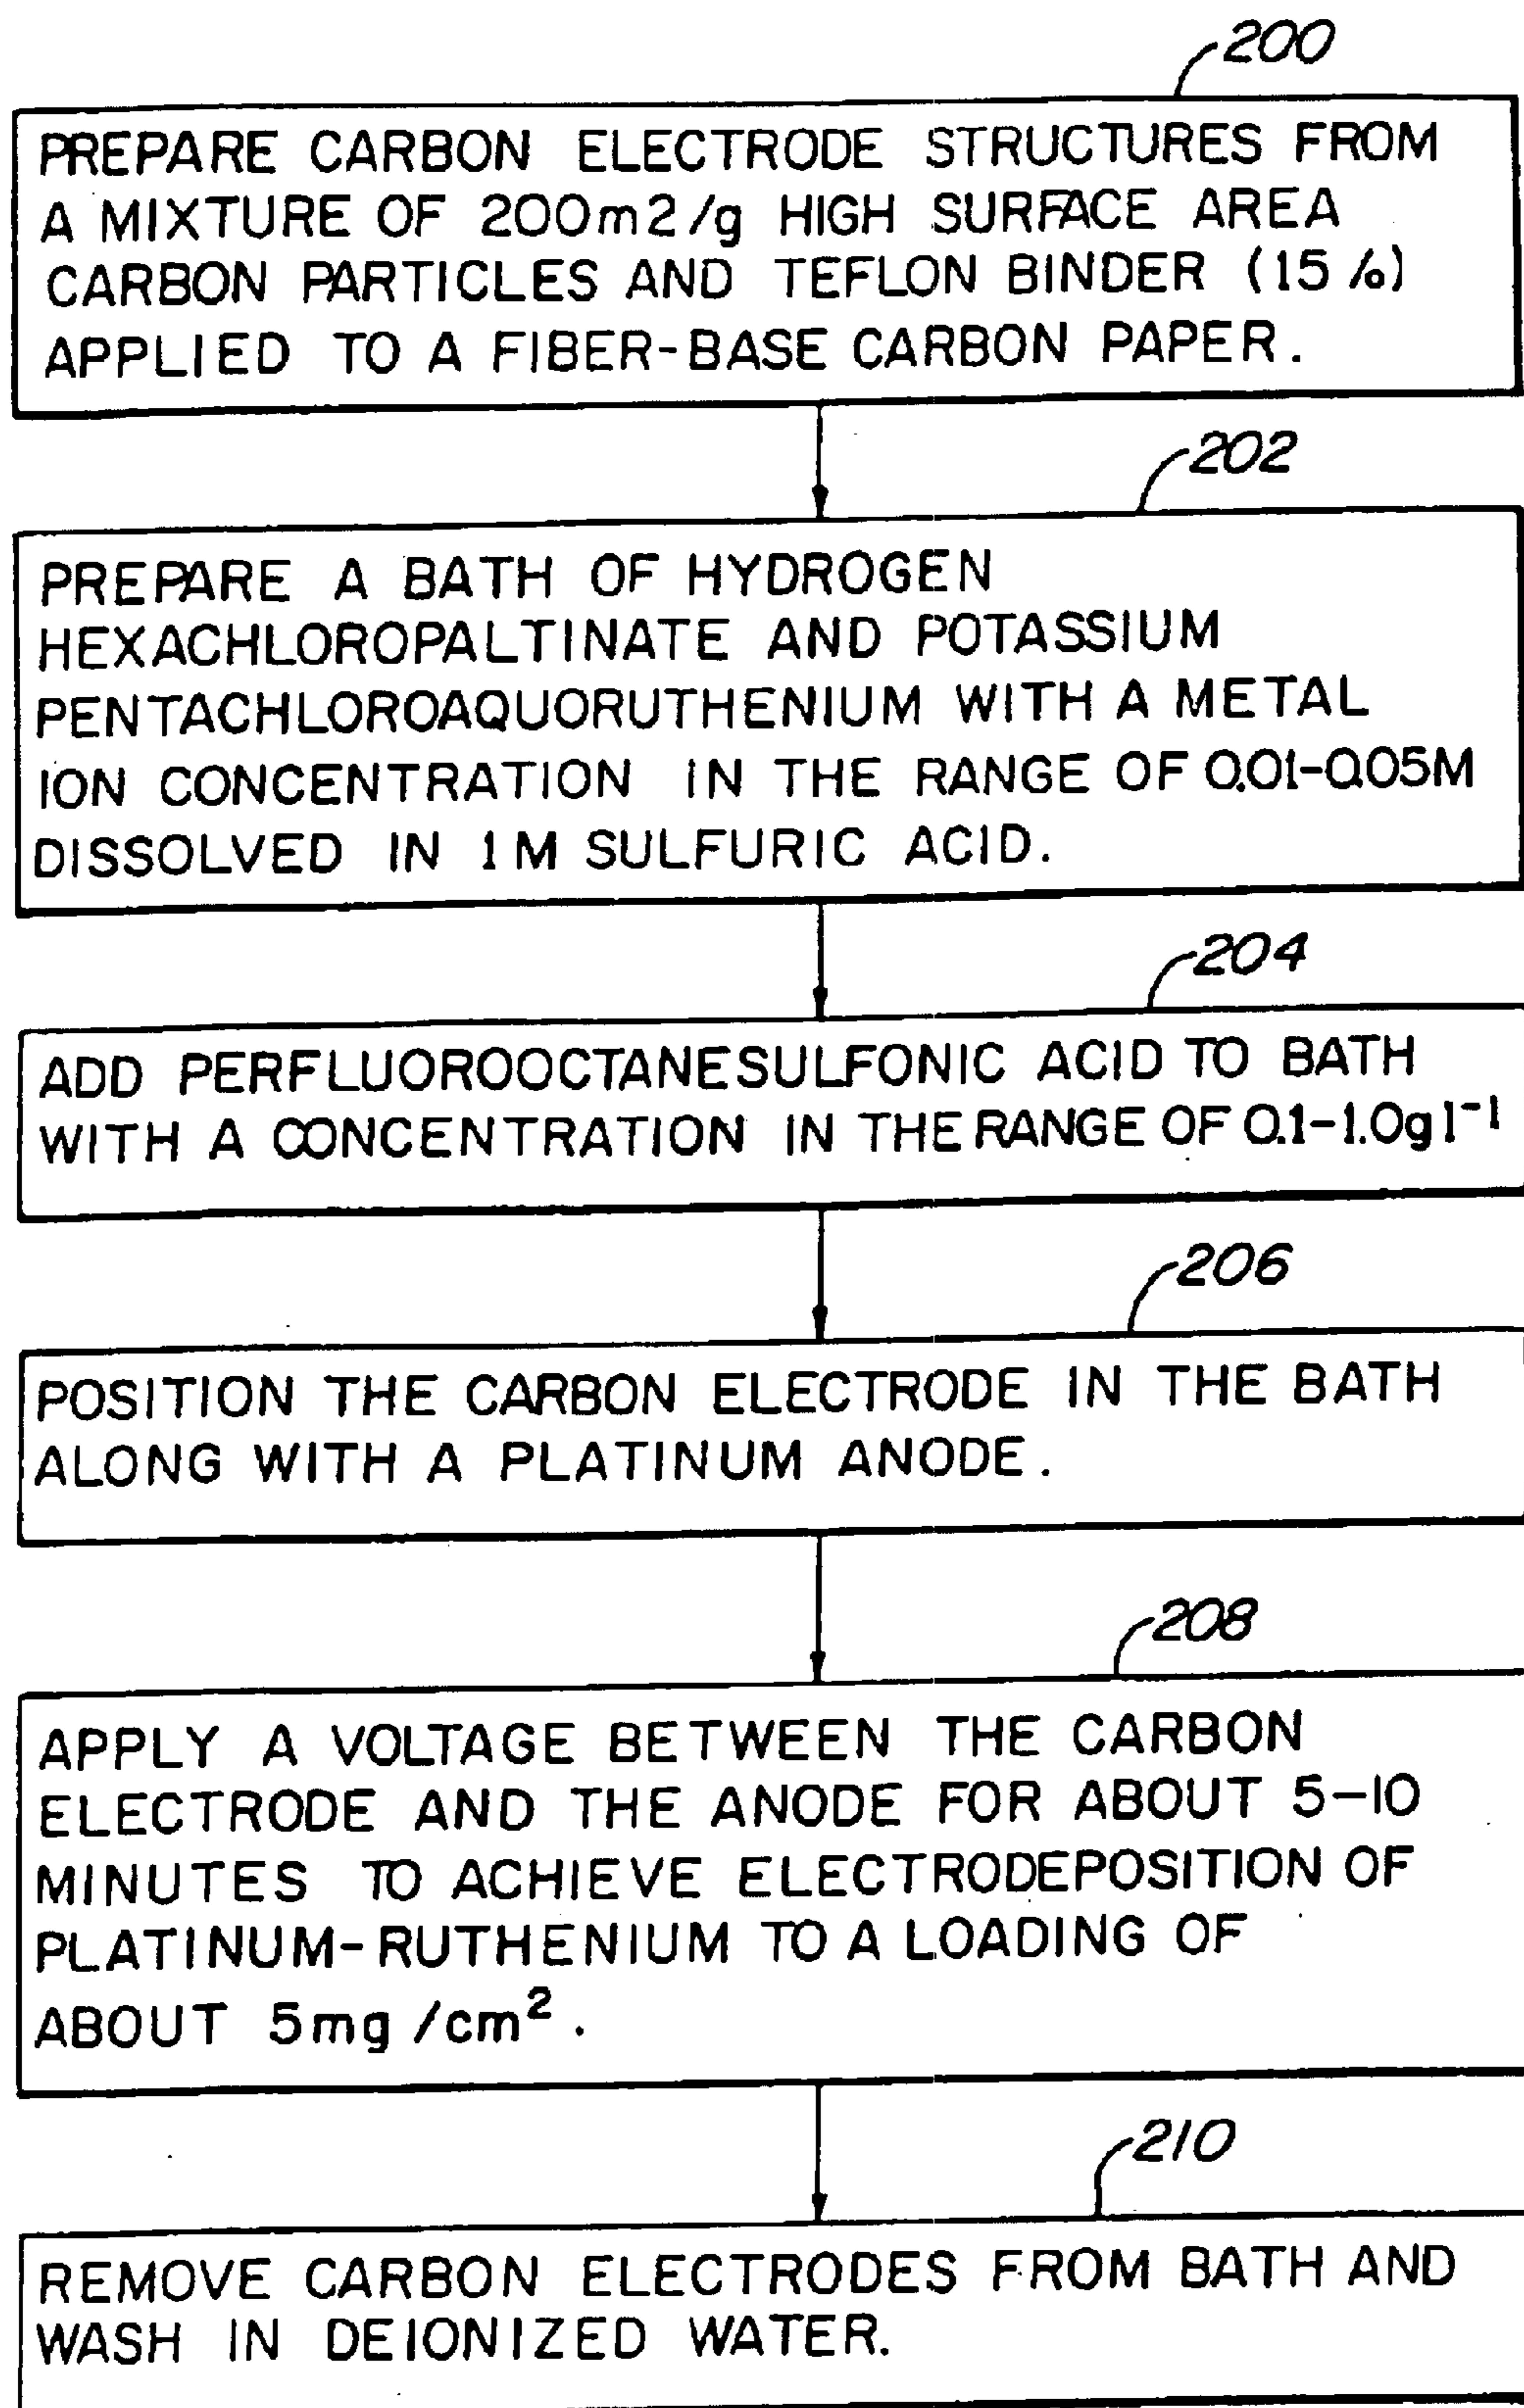 200
PREPARE CARBON ELECTRODE STRUCTURES FROM
A MIXTURE OF 200m2/g HIGH SURFACE AREA
CARBON PARTICLES AND TEFLON BINDER (15%)
APPLIED TO A FIBER-BASE CARBON PAPER.
202
PREPARE A BATH OF HYDROGEN
HEXACHLOROPALTINATE AND POTASSIUM
PENTACHLOROAQUORUTHENIUM WITH A METAL
ION CONCENTRATION IN THE RANGE OF 0.01-0.05M
DISSOLVED IN 1M SULFURIC ACID.
204
ADD PERFLUOROOCTANESULFONIC ACID TO BATH
WITH A CONCENTRATION IN THE RANGE OF 0.1-1.0gl⁻¹
206
POSITION THE CARBON ELECTRODE IN THE BATH
ALONG WITH A PLATINUM ANODE.
208
APPLY A VOLTAGE BETWEEN THE CARBON
ELECTRODE AND THE ANODE FOR ABOUT 5-10
MINUTES TO ACHIEVE ELECTRODEPOSITION OF
PLATINUM-RUTHENIUM TO A LOADING OF
ABOUT 5mg/cm².
210
REMOVE CARBON ELECTRODES FROM BATH AND
WASH IN DEIONIZED WATER.